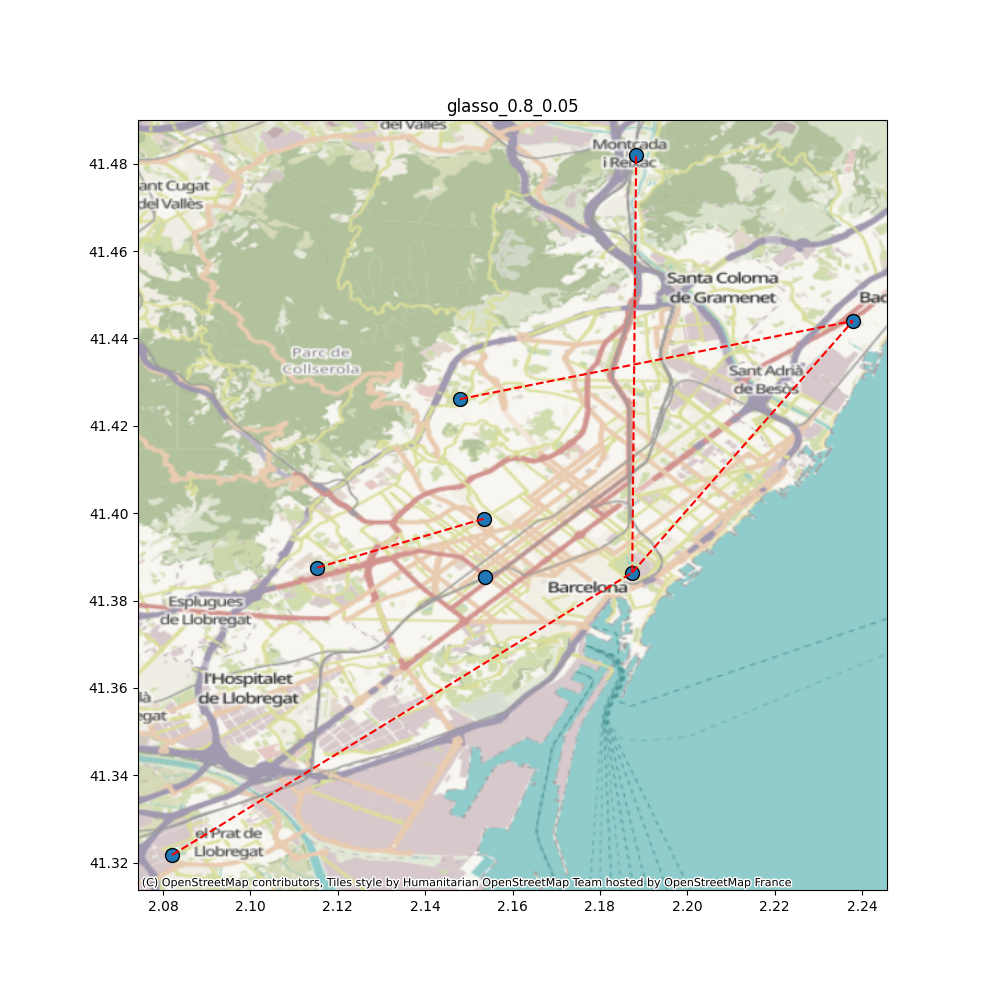 glasso_0.8_0.05
del Vallès
Montcada
i Reixac
ant Cugat
del Vallès
Santa Coloma
de Gramenet
Bad
Parc de
Collserola
Sant Adrià
de Besòs
Barcelona
Esplugues
de Llobregat
l'Hospitalet
de Llobregat
là
egat
el Prat de
Llobregat
(C) OpenStreetMap contributors, Tiles style by Humanitarian OpenStreetMap Team hosted by OpenStreetMap France
41.48
41.46
41.44
41.42
41.40
41.38
41.36
41.34
41.32
2.08 2.10 2.12 2.14 2.16 2.18 2.20 2.22 2.24